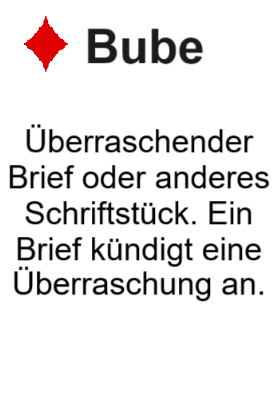 Bube
Überraschender
Brief oder anderes
Schriftstück. Ein
Brief kündigt eine
Überraschung an.